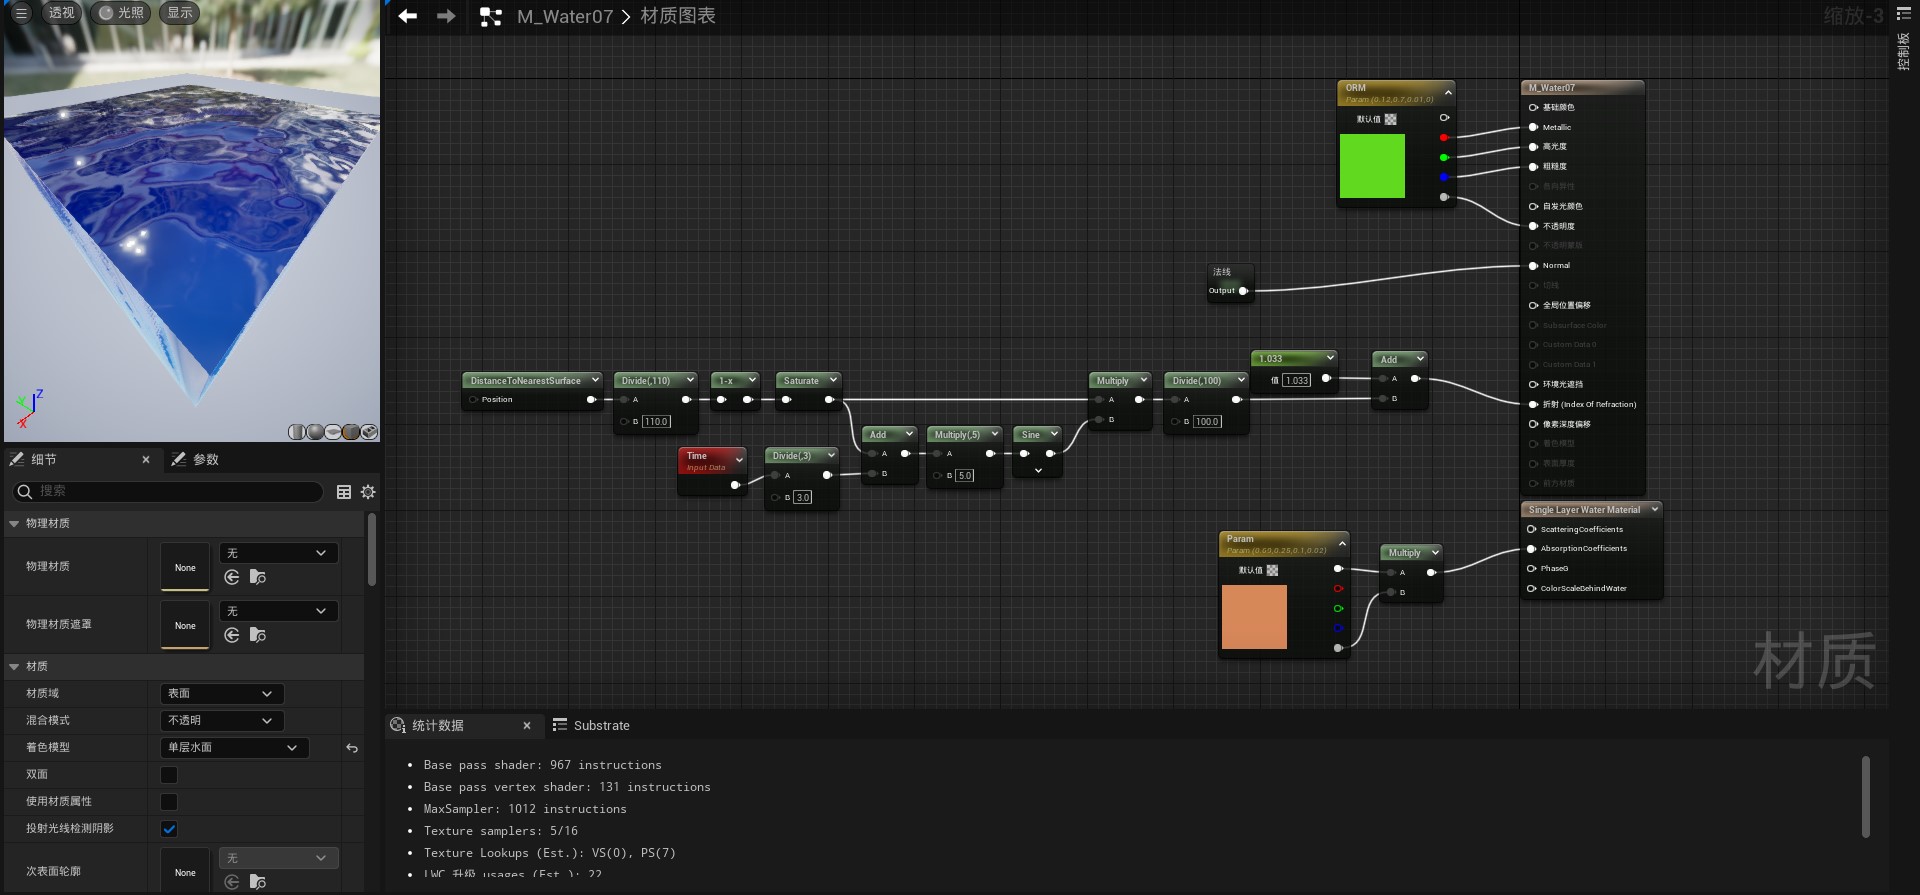 透视
光照
显示
Z
Y
X
M_Water07
材质图表
缩放-3
控制板
ORM
Param (0.12,0.7,0.01,0)
默认值
M_Water07
基础颜色
Metallic
高光度
粗糙度
各向异性
自发光颜色
不透明度
不透明蒙版
Normal
切线
全局位置偏移
Subsurface Color
Custom Data 0
Custom Data 1
环境光遮挡
折射 (Index Of Refraction)
像素深度偏移
着色模型
表面厚度
前方材质
法线
Output
1.033
值 1.033
Add
A
B
DistanceToNearestSurface
Position
Divide(,110)
A
B 110.0
1-x
Saturate
Multiply
A
B
Divide(,100)
A
B 100.0
Time
Input Data
Divide(,3)
A
B 3.0
Add
A
B
Multiply(,5)
A
B 5.0
Sine
Param
默认值
Multiply
A
B
Single Layer Water Material
ScatteringCoefficients
AbsorptionCoefficients
PhaseG
ColorScaleBehindWater
材质
细节
参数
搜索
物理材质
物理材质
None
无
物理材质遮罩
None
无
材质
材质域
表面
混合模式
不透明
着色模型
单层水面
双面
使用材质属性
投射光线检测阴影
次表面轮廓
None
无
统计数据
Substrate
• Base pass shader: 967 instructions
• Base pass vertex shader: 131 instructions
• MaxSampler: 1012 instructions
• Texture samplers: 5/16
• Texture Lookups (Est.): VS(0), PS(7)
• LWC 升级 usages (Est.): 22